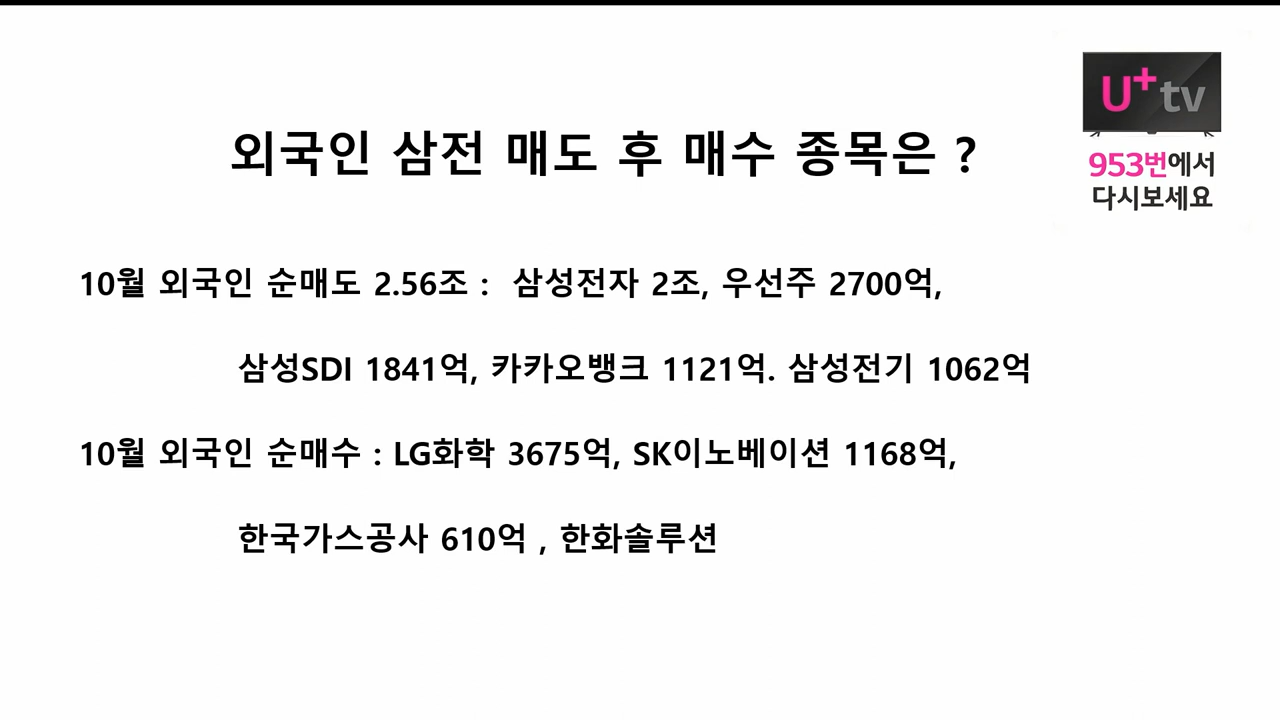 U+tv
953번에서
다시보세요
외국인 삼전 매도 후 매수 종목은 ?
10월 외국인 순매도 2.56조 : 삼성전자 2조, 우선주 2700억,
삼성SDI 1841억, 카카오뱅크 1121억. 삼성전기 1062억
10월 외국인 순매수 : LG화학 3675억, SK이노베이션 1168억,
한국가스공사 610억 , 한화솔루션